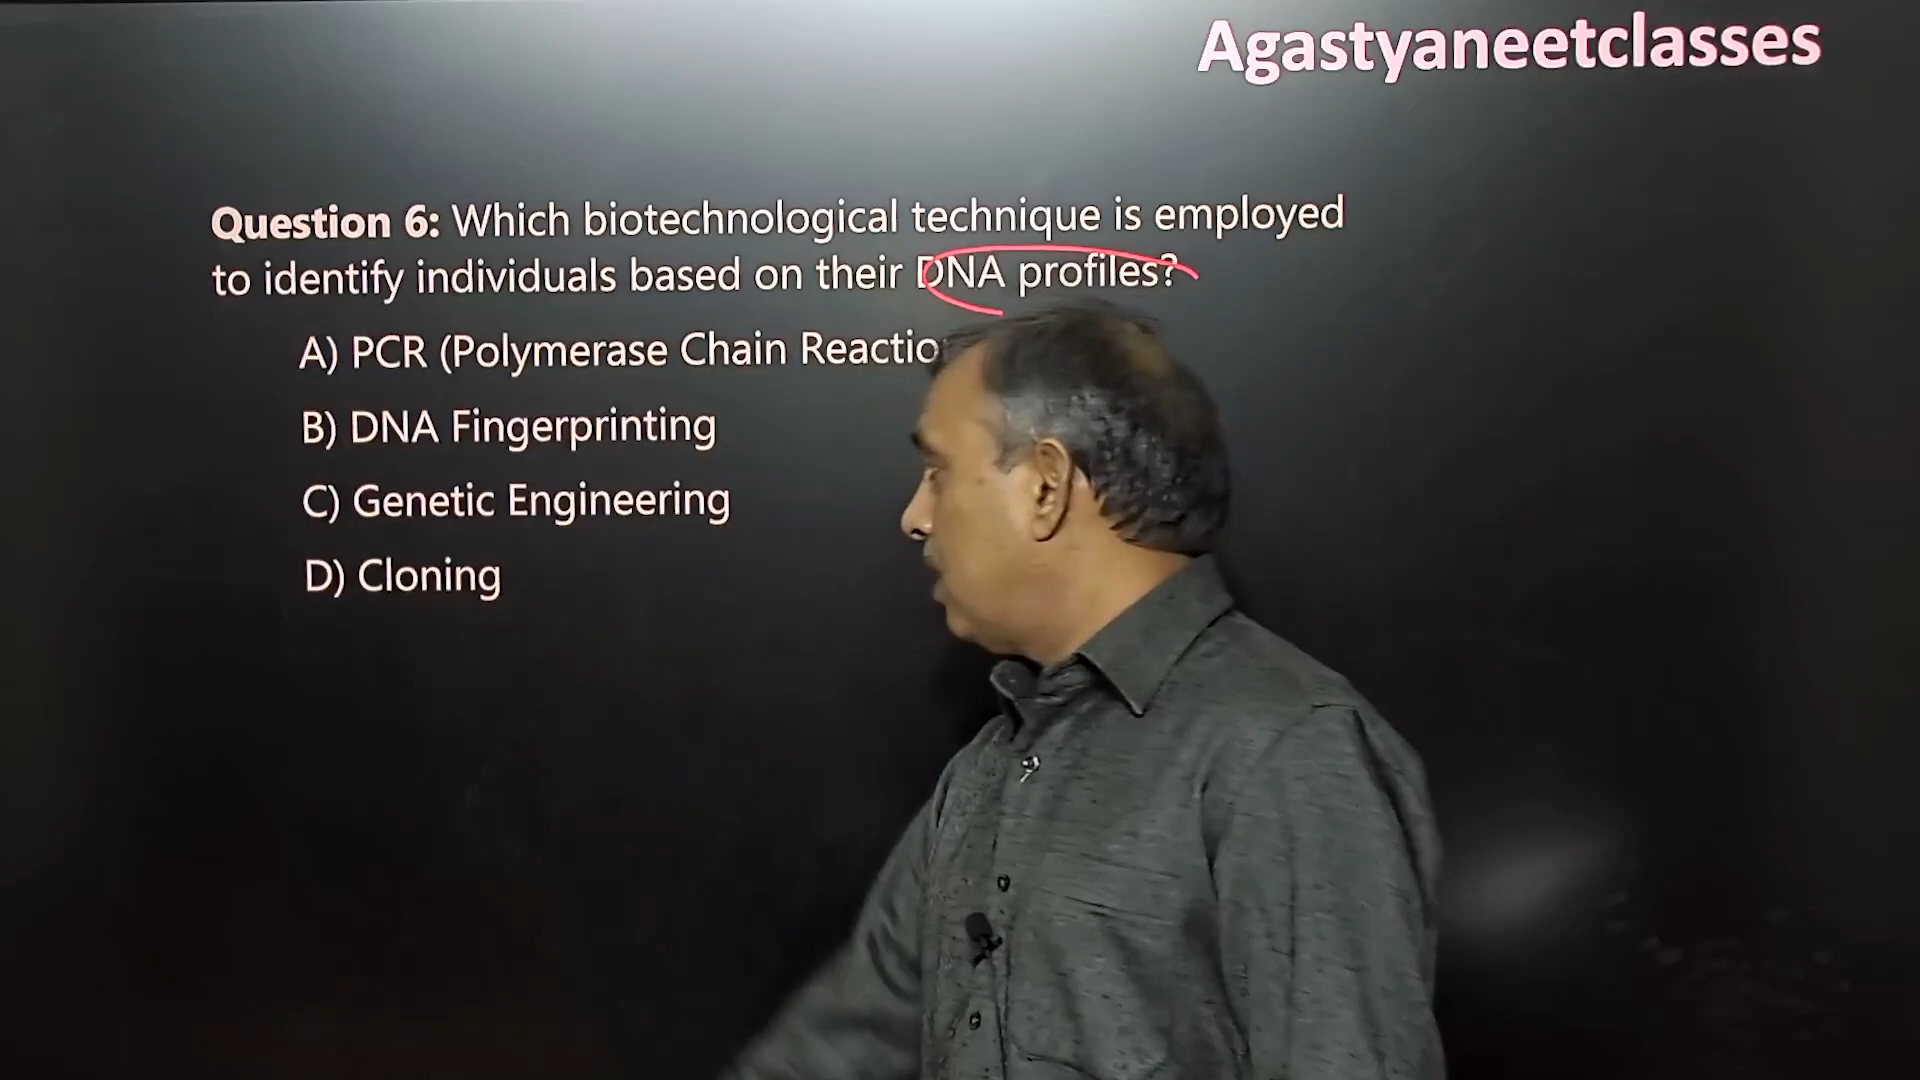 Agastyaneetclasses
Question 6: Which biotechnological technique is employed
to identify individuals based on their DNA profiles?
A) PCR (Polymerase Chain
B) DNA Fingerprinting
C) Genetic Engineering
D) Cloning